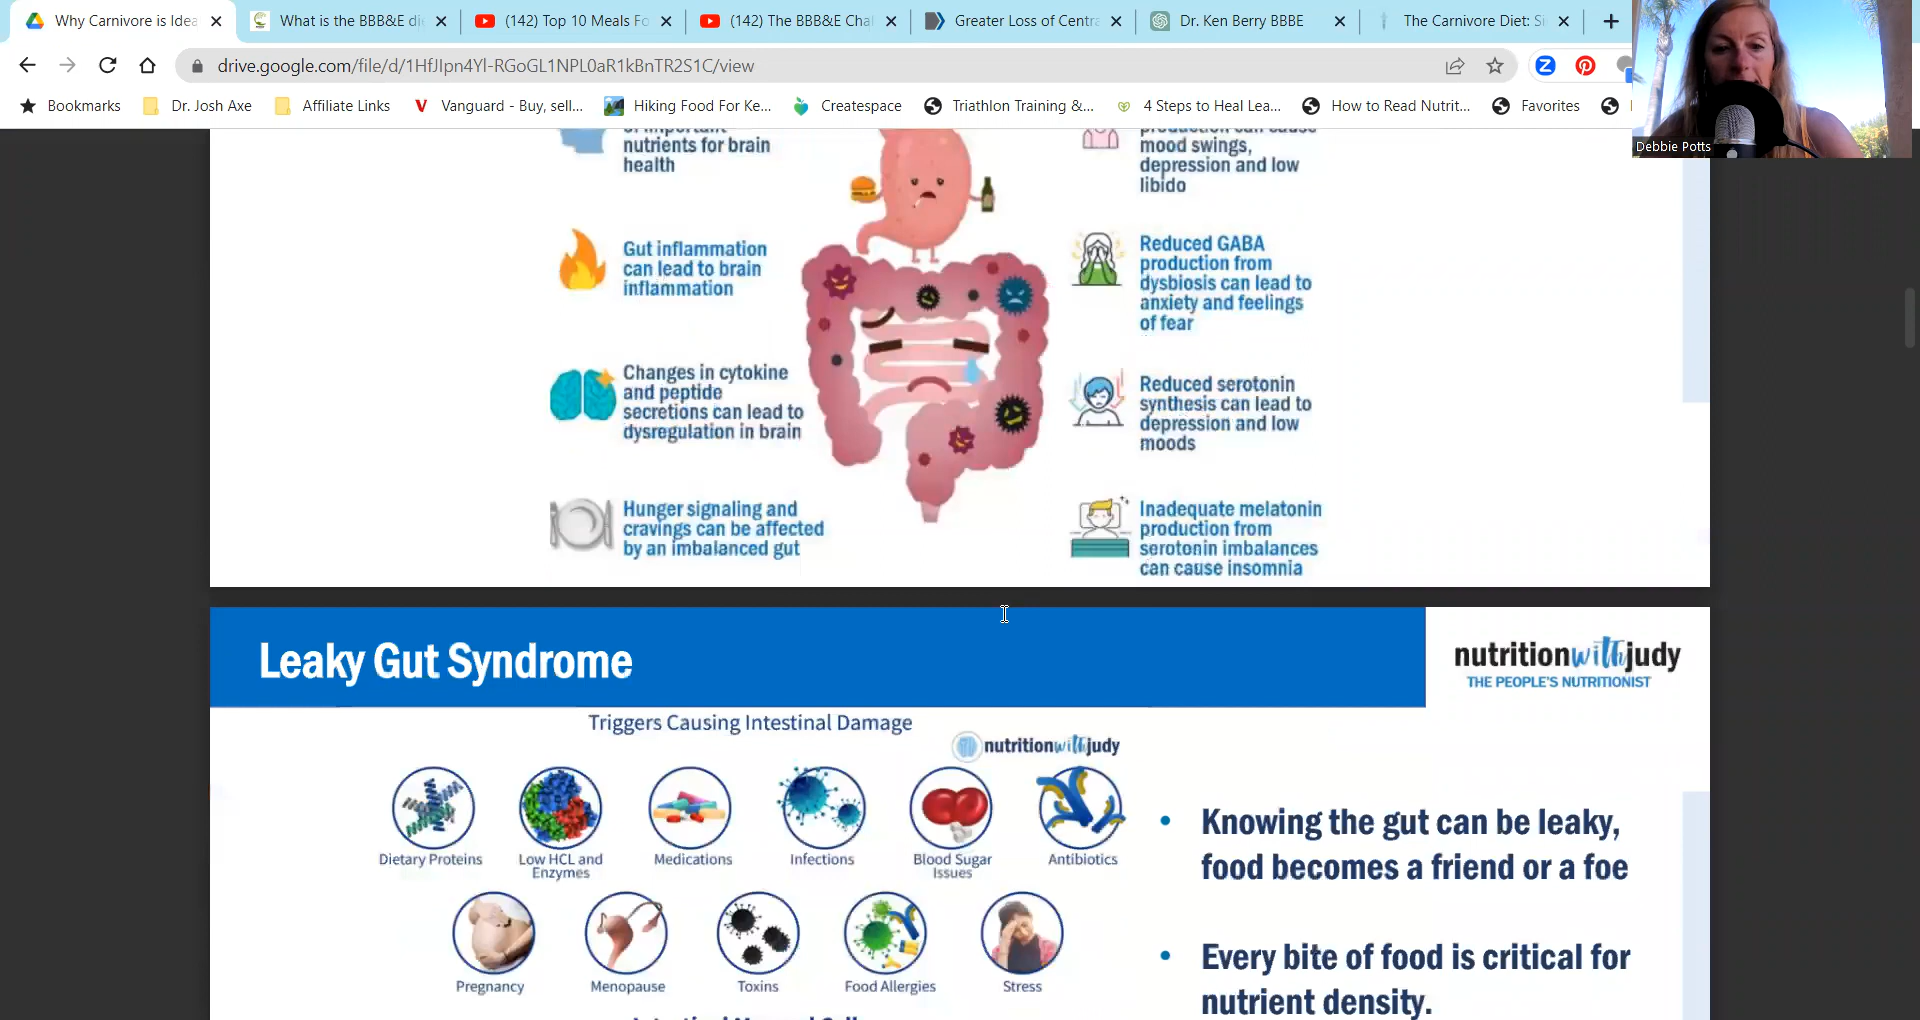 Why Carnivore is Idea
What is the BBB&E di
(142) Top 10 Meals Fo
(142) The BBB&E Cha
Greater Loss of Centra
Dr. Ken Berry BBBE
The Carnivore Diet: Si
drive.google.com/file/d/1HfJIpn4Yl-RGoGL1NPL0aR1kBnTR2S1C/view
Bookmarks
Dr. Josh Axe
Affiliate Links
Vanguard - Buy, sell...
Hiking Food For Ke...
Createspace
Triathlon Training &...
4 Steps to Heal Lea...
How to Read Nutrit...
Favorites
Debbie Potts
of important
nutrients for brain
health
Gut inflammation
can lead to brain
inflammation
Changes in cytokine
and peptide
secretions can lead to
dysregulation in brain
Hunger signaling and
cravings can be affected
by an imbalanced gut
production can cause
mood swings,
depression and low
libido
Reduced GABA
production from
dysbiosis can lead to
anxiety and feelings
of fear
Reduced serotonin
synthesis can lead to
depression and low
moods
Inadequate melatonin
production from
serotonin imbalances
can cause insomnia
Leaky Gut Syndrome
nutritionwithjudy
THE PEOPLE'S NUTRITIONIST
Triggers Causing Intestinal Damage
nutritionwithjudy
Dietary Proteins
Low HCL and
Enzymes
Medications
Infections
Blood Sugar
Issues
Antibiotics
Pregnancy
Menopause
Toxins
Food Allergies
Stress
• Knowing the gut can be leaky,
food becomes a friend or a foe
• Every bite of food is critical for
nutrient density.